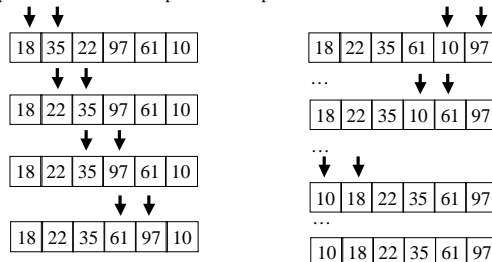 18 35 22 97 61 10
18 22 35 97 61 10
18 22 35 97 61 10
18 22 35 61 97 10
18 22 35 61 10 97
...
18 22 35 10 61 97
...
10 18 22 35 61 97
...
10 18 22 35 61 97